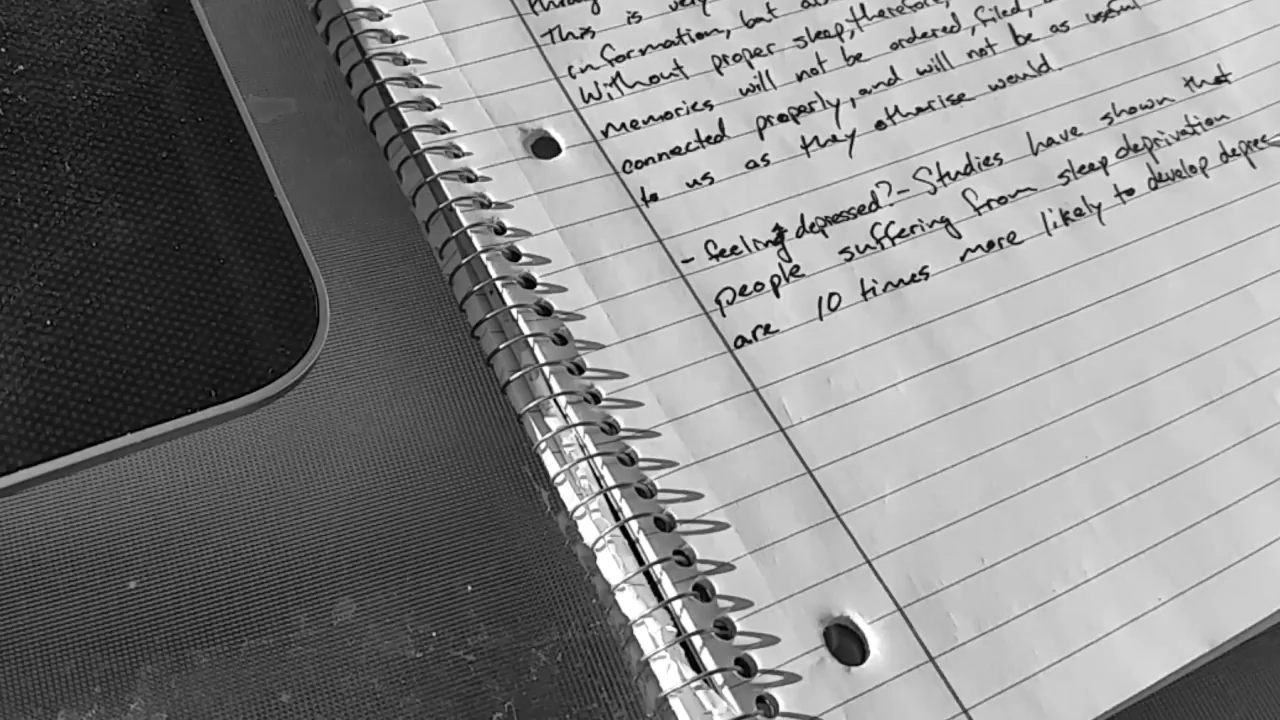 This is very
information, but
Without proper sleep, therefore,
memories will not be ordered, filed,
connected properly, and will not be as useful
to us as they otherise would
- feeling depressed? - Studies have shown that
people suffering from sleep deprivation
are 10 times more likely to develop depres